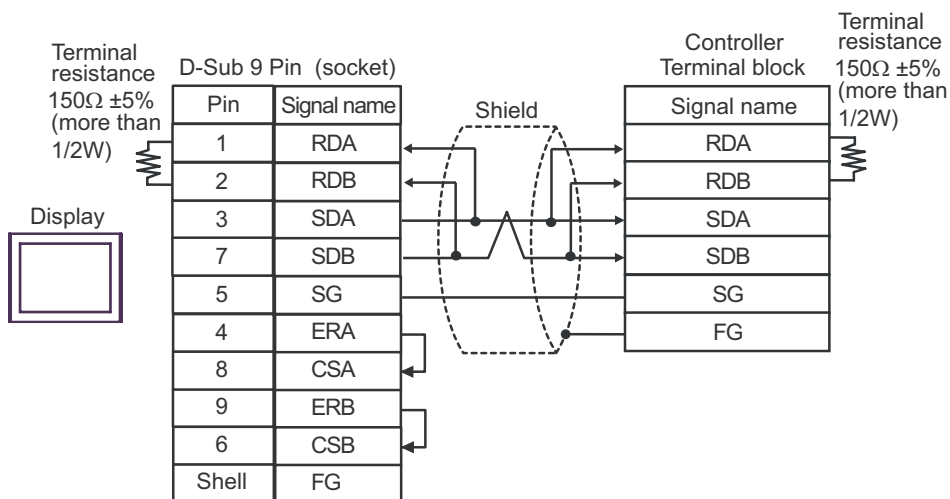 Terminal
resistance
150Ω ±5%
(more than
1/2W)
D-Sub 9 Pin (socket)
Pin Signal name
1 RDA
2 RDB
3 SDA
7 SDB
5 SG
4 ERA
8 CSA
9 ERB
6 CSB
Shell FG
Display
Shield
Controller
Terminal block
Signal name
RDA
RDB
SDA
SDB
SG
FG
Terminal
resistance
150Ω ±5%
(more than
1/2W)